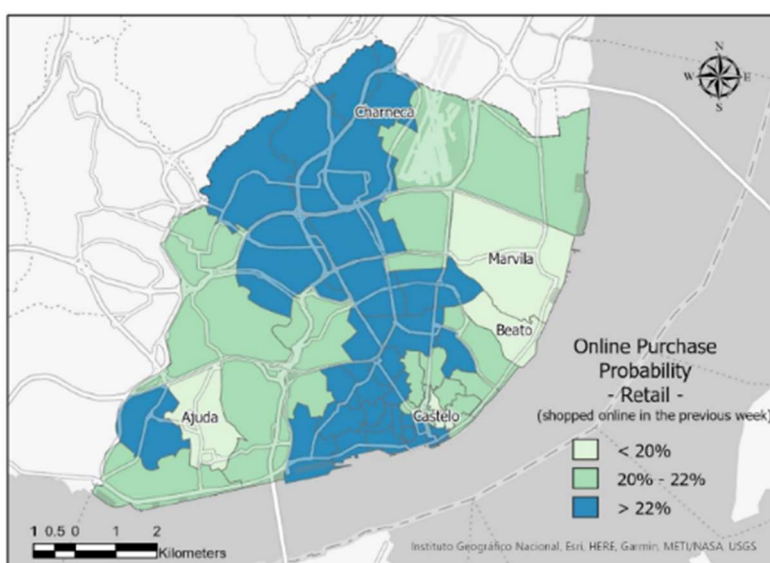 N
W E
S
Charneca
Marvila
Beato
Ajuda
Castelo
Online Purchase
Probability
- Retail -
(shopped online in the previous week)
< 20%
20% - 22%
> 22%
1 0.5 0 1 2
Kilometers
Instituto Geográfico Nacional, Esri, HERE, Garmin, METI/NASA, USGS